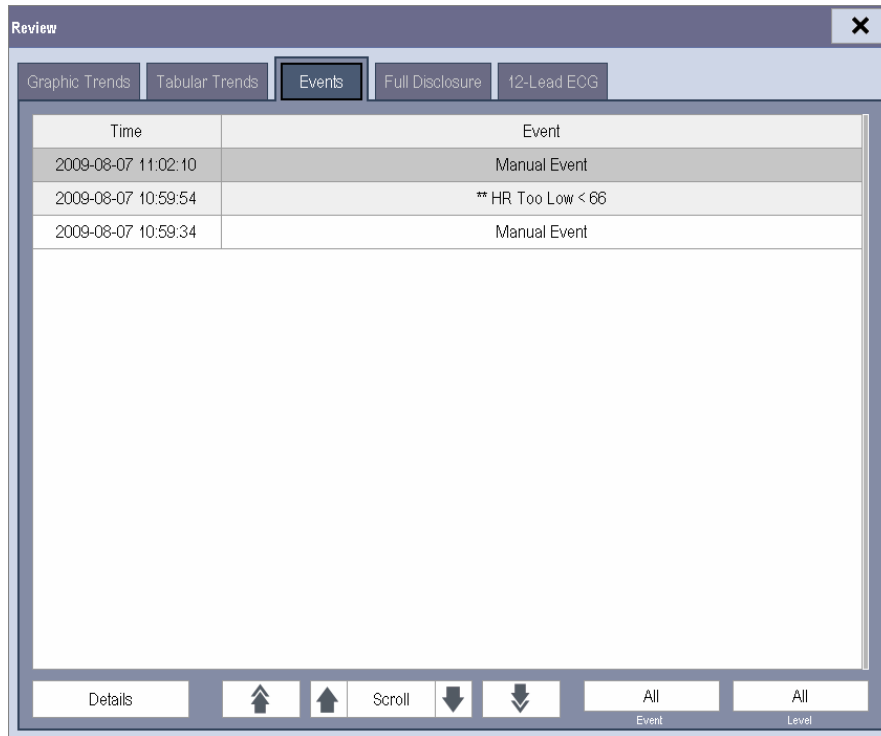 Review
Graphic Trends Tabular Trends Events Full Disclosure 12-Lead ECG
Time Event
2009-08-07 11:02:10 Manual Event
2009-08-07 10:59:54 ** HR Too Low < 66
2009-08-07 10:59:34 Manual Event
Details Scroll All All
Event Level